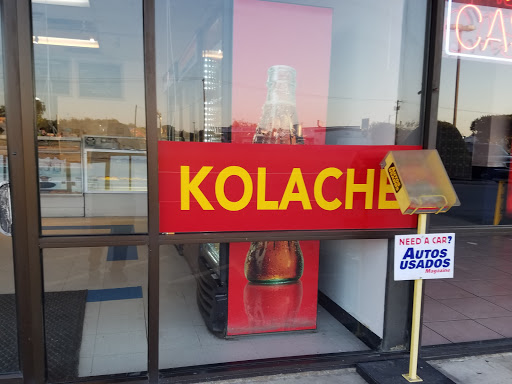 KOLACHE
NEED A CAR?
AUTOS
USADOS
Magazine